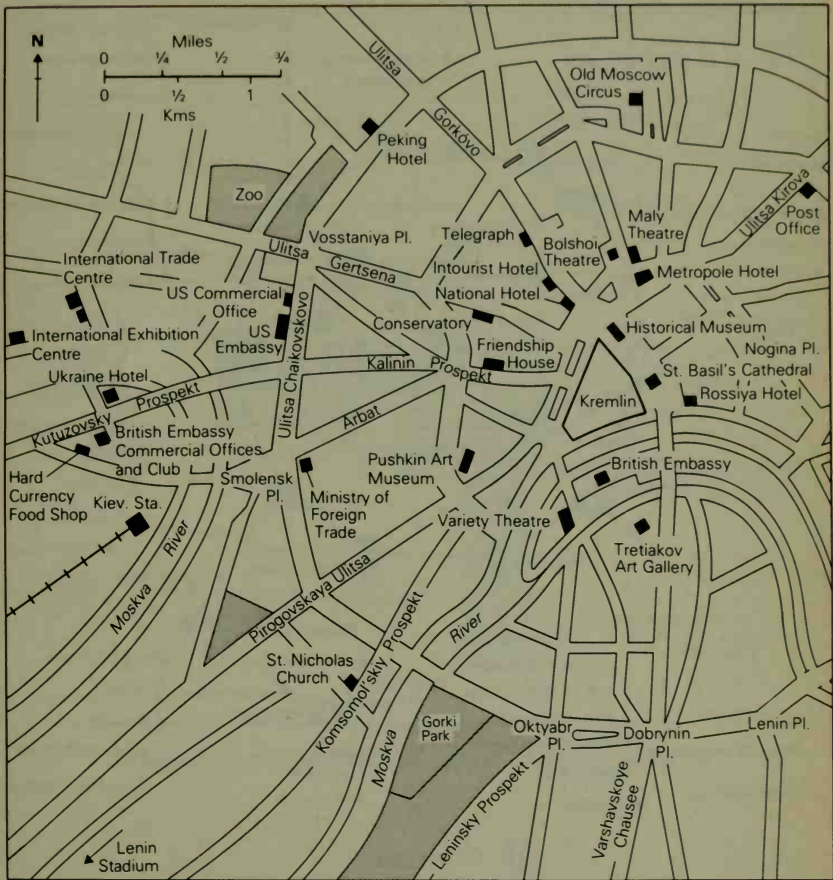 N
Miles
0 1/4 1/2 3/4
0 1/2 1
Kms
Ulitsa
Gorkóvo
Old Moscow
Circus
Peking
Hotel
Zoo
Ulitsa Kirova
Post
Office
Vosstaniya Pl.
Ulitsa
Gertsena
Telegraph
Bolshoi
Theatre
Maly
Theatre
International Trade
Centre
Intourist Hotel
National Hotel
Metropole Hotel
US Commercial
Office
US
Embassy
Ulitsa Chaikovskovo
Conservatory
Historical Museum
International Exhibition
Centre
Friendship
House
Nogina Pl.
Kalinin Prospekt
St. Basil's Cathedral
Ukraine Hotel
Kremlin
Rossiya Hotel
Kutuzovsky Prospekt
Arbat
British Embassy
Commercial Offices
and Club
Hard
Currency
Food Shop
Smolensk
Pl.
Pushkin Art
Museum
British Embassy
Kiev. Sta.
Ministry of
Foreign
Trade
Variety Theatre
Tretiakov
Art Gallery
Moskva River
Pirogovskaya Ulitsa
River
St. Nicholas
Church
Komsomol'skiy Prospekt
Moskva
Gorki
Park
Oktyabr
Pl.
Dobrynin
Pl.
Lenin Pl.
Leninsky Prospekt
Varshavskoye
Chausee
Lenin
Stadium